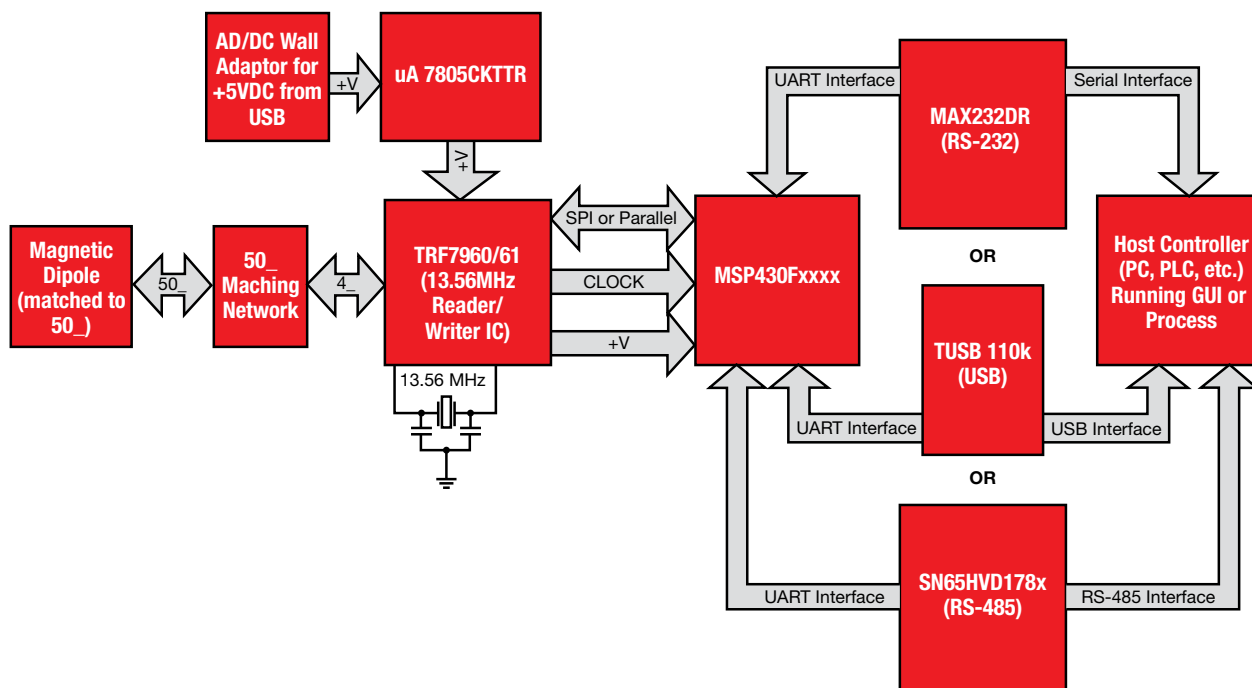 AD/DC Wall
Adaptor for
+5VDC from
USB
+V
uA 7805CKTTR
+V
Magnetic
Dipole
(matched to
50_)
50_
50_
Maching
Network
4_
TRF7960/61
(13.56MHz
Reader/
Writer IC)
13.56 MHz
SPI or Parallel
CLOCK
+V
MSP430Fxxxx
UART Interface
MAX232DR
(RS-232)
Serial Interface
OR
UART Interface
TUSB 110k
(USB)
USB Interface
OR
UART Interface
SN65HVD178x
(RS-485)
RS-485 Interface
Host Controller
(PC, PLC, etc.)
Running GUI or
Process